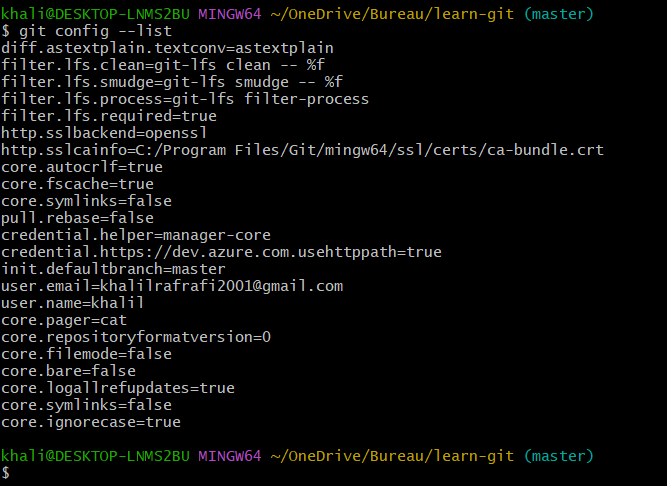 khali@DESKTOP-LNMS2BU MINGW64 ~/OneDrive/Bureau/learn-git (master)
$ git config --list
diff.astextplain.textconv=astextplain
filter.lfs.clean=git-lfs clean -- %f
filter.lfs.smudge=git-lfs smudge -- %f
filter.lfs.process=git-lfs filter-process
filter.lfs.required=true
http.sslbackend=openssl
http.sslcainfo=C:/Program Files/Git/mingw64/ssl/certs/ca-bundle.crt
core.autocrlf=true
core.fscache=true
core.symlinks=false
pull.rebase=false
credential.helper=manager-core
credential.https://dev.azure.com.usehttppath=true
init.defaultbranch=master
user.email=khalilrafrafi2001@gmail.com
user.name=khalil
core.pager=cat
core.repositoryformatversion=0
core.filemode=false
core.bare=false
core.logallrefupdates=true
core.symlinks=false
core.ignorecase=true
khali@DESKTOP-LNMS2BU MINGW64 ~/OneDrive/Bureau/learn-git (master)
$